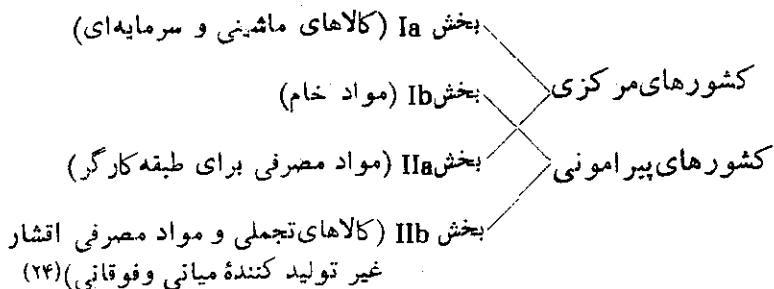 بخش Ia (کالاهای ماشینی و سرمایه‌ای)
کشورهای مرکزی
بخش Ib (مواد خام)
کشورهای پیرامونی
بخش IIa (مواد مصرفی برای طبقه کارگر)
بخش IIb (کالاهای تجملی و مواد مصرفی اقشار
غیر تولید کنندهٔ میانی و فوقانی)(۲۴)